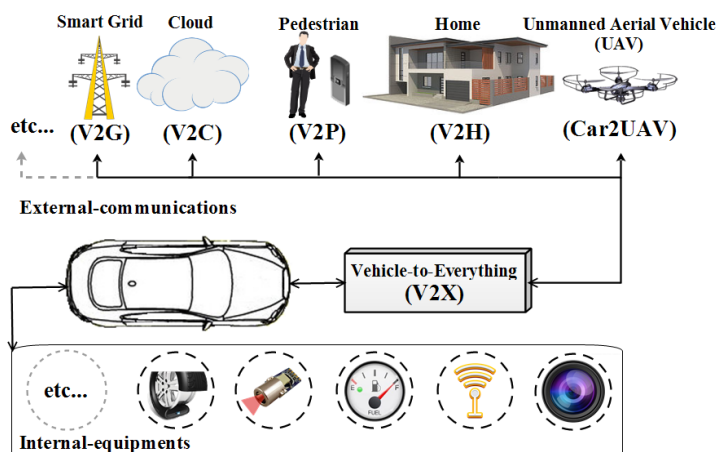 Smart Grid
Cloud
Pedestrian
Home
Unmanned Aerial Vehicle
(UAV)
etc...
(V2G)
(V2C)
(V2P)
(V2H)
(Car2UAV)
External-communications
Vehicle-to-Everything
(V2X)
etc...
E
F
FUEL
Internal-equipments